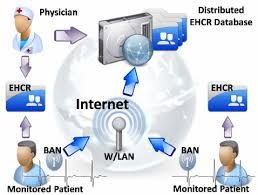 Physician
Distributed
EHCR Database
EHCR
EHCR
Internet
BAN
W/LAN
BAN
Monitored Patient
Monitored Patient